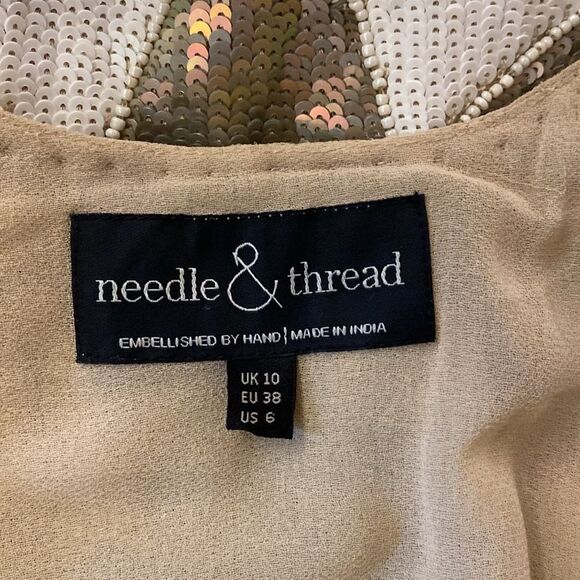 needle & thread
EMBELLISHED BY HAND | MADE IN INDIA
UK 10
EU 38
US 6